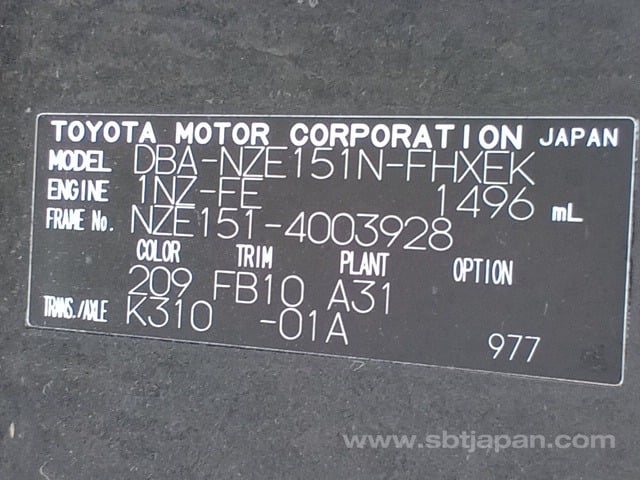 TOYOTA MOTOR CORPORATION JAPAN
MODEL DBA-NZE151N-FHXEK
ENGINE 1NZ-FE 1496 mL
FRAME No. NZE151-4003928
COLOR TRIM PLANT OPTION
209 FB10 A31
TRANS./AXLE K310 -01A
977
www.sbtjapan.com